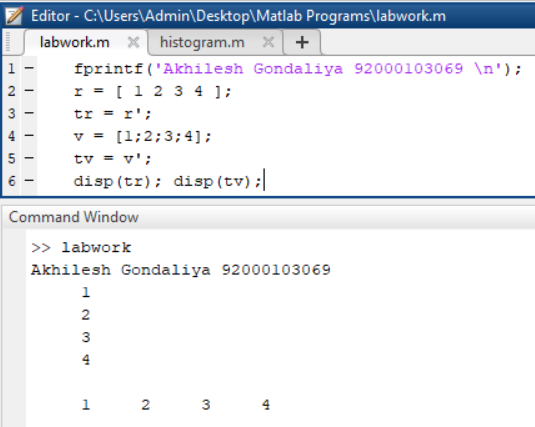 Editor - C:\Users\Admin\Desktop\Matlab Programs\labwork.m
labwork.m × histogram.m × +
1 - fprintf('Akhilesh Gondaliya 92000103069 \n');
2 - r = [ 1 2 3 4 ];
3 - tr = r';
4 - v = [1;2;3;4];
5 - tv = v';
6 - disp(tr); disp(tv);
Command Window
>> labwork
Akhilesh Gondaliya 92000103069
1
2
3
4
1 2 3 4